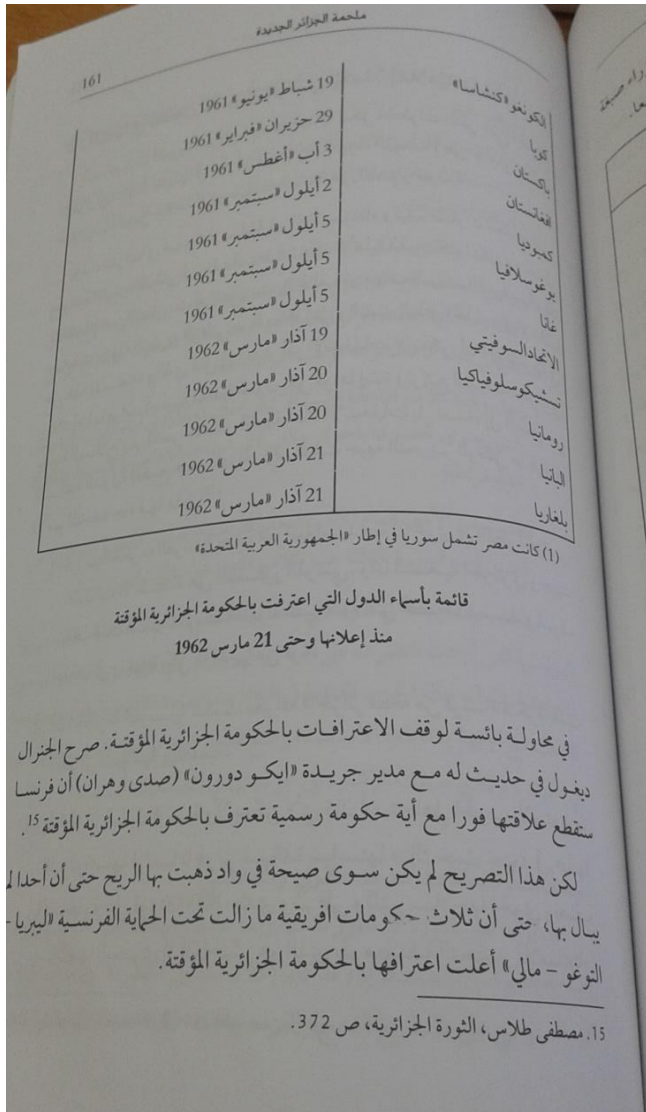 ملحمة الجزائر الجديدة
161
الكونغو «كنشاسا» 19 شباط «يونيو» 1961
كوبا 29 حزيران «فبراير» 1961
باكستان 3 أب «أغطس» 1961
افغانستان 2 أيلول «سبتمبر» 1961
كمبوديا 5 أيلول «سبتمبر» 1961
يوغوسلافيا 5 أيلول «سبتمبر» 1961
غانا 5 أيلول «سبتمبر» 1961
الاتحاد السوفيتي 19 آذار «مارس» 1962
تشيكوسلوفياكيا 20 آذار «مارس» 1962
رومانيا 20 آذار «مارس» 1962
البانيا 21 آذار «مارس» 1962
بلغاريا 21 آذار «مارس» 1962
(1) كانت مصر تشمل سوريا في إطار «الجمهورية العربية المتحدة»
قائمة بأسماء الدول التي اعترفت بالحكومة الجزائرية المؤقتة
منذ إعلانها وحتى 21 مارس 1962
في محاولة بائسة لوقف الاعترافات بالحكومة الجزائرية المؤقتة. صرح الجنرال
ديغول في حديث له مع مدير جريدة «ايكو دورون» (صدى وهران) أن فرنسا
ستقطع علاقتها فورا مع أية حكومة رسمية تعترف بالحكومة الجزائرية المؤقتة 15.
لكن هذا التصريح لم يكن سوى صيحة في واد ذهبت بها الريح حتى أن أحدا
يبال بها، حتى أن ثلاث حكومات افريقية ما زالت تحت الحماية الفرنسية «ليبريا -
التوغو - مالي» أعلت اعترافها بالحكومة الجزائرية المؤقتة.
15. مصطفى طلاس، الثورة الجزائرية، ص 372.